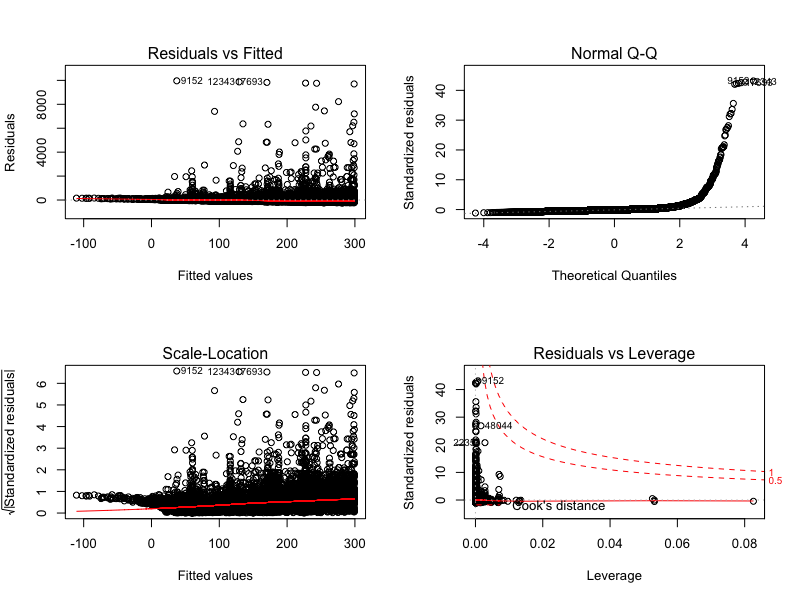 Residuals vs Fitted
Residuals
0 4000 8000
9152
17693
-100 0 100 200 300
Fitted values
Normal Q-Q
Standardized residuals
0 10 20 30 40
-4 -2 0 2 4
Theoretical Quantiles
Scale-Location
√|Standardized residuals|
0 1 2 3 4 5 6
9152
17693
-100 0 100 200 300
Fitted values
Residuals vs Leverage
Standardized residuals
0 10 20 30 40
9152
48044
Cook's distance
1
0.5
0.00 0.02 0.04 0.06 0.08
Leverage